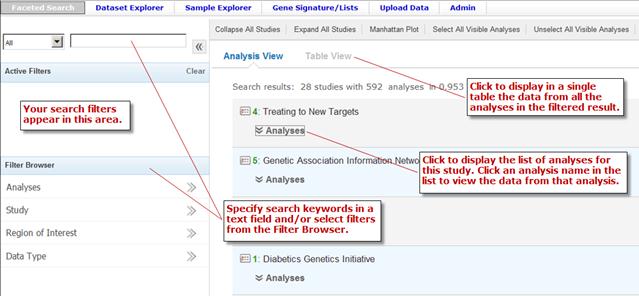 Faceted Search Dataset Explorer Sample Explorer Gene Signature/Lists Upload Data Admin
All
Collapse All Studies Expand All Studies Manhattan Plot Select All Visible Analyses Unselect All Visible Analyses
Active Filters Clear
Your search filters
appear in this area.
Filter Browser
Analyses
Study
Region of Interest
Data Type
Analysis View Table View
Search results: 28 studies with 592 analyses in 0.953
Click to display in a single
table the data from all the
analyses in the filtered result.
4: Treating to New Targets
Analyses
5: Genetic Association Information Netwo
Analyses
Click to display the list of analyses for
this study. Click an analysis name in the
list to view the data from that analysis.
Specify search keywords in a
text field and/or select filters
from the Filter Browser.
1: Diabetics Genetics Initiative
Analyses